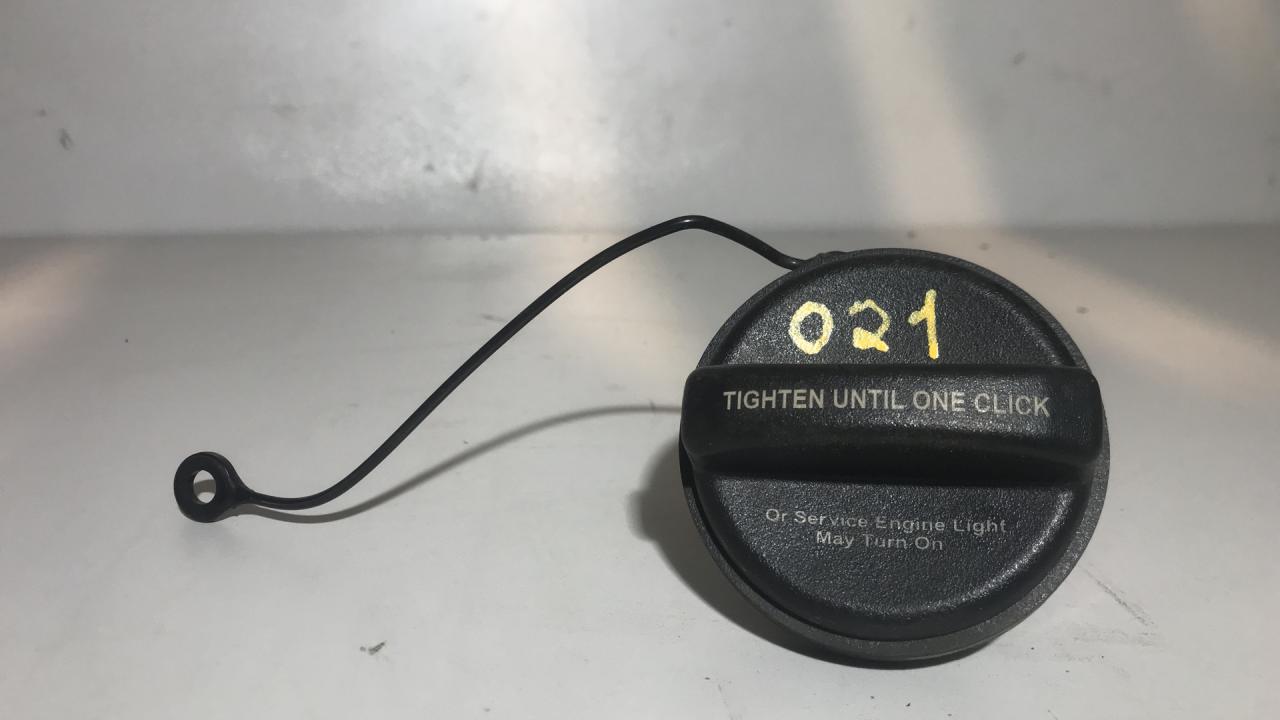 021
TIGHTEN UNTIL ONE CLICK
Or Service Engine Light
May Turn On